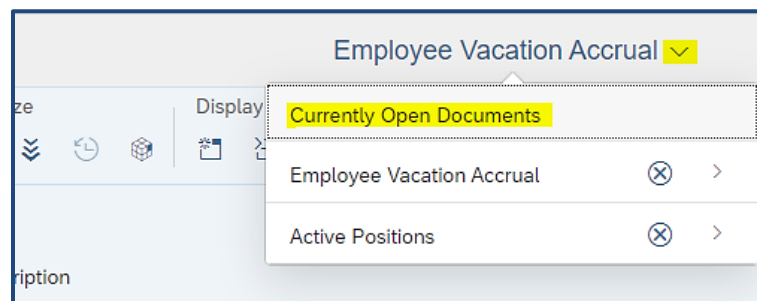 Employee Vacation Accrual
ze
Display
Currently Open Documents
Employee Vacation Accrual
Active Positions
ription